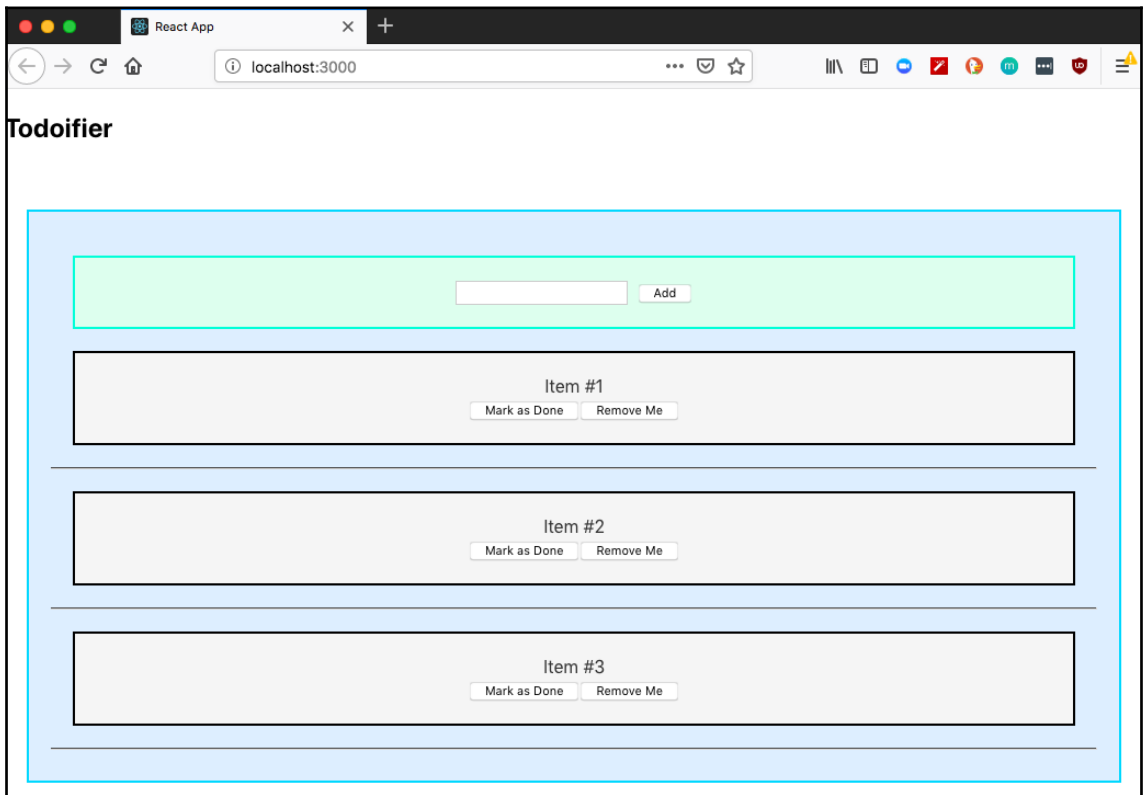 React App
localhost:3000
Todoifier
Add
Item #1
Mark as Done Remove Me
Item #2
Mark as Done Remove Me
Item #3
Mark as Done Remove Me